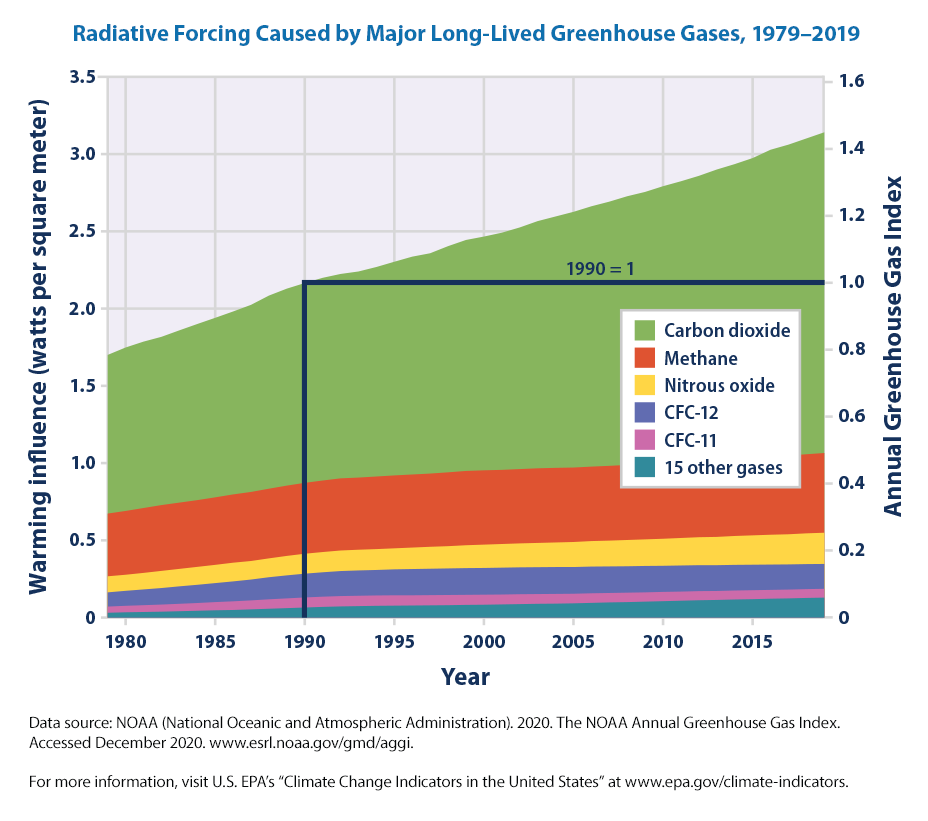 Radiative Forcing Caused by Major Long-Lived Greenhouse Gases, 1979–2019
Warming influence (watts per square meter)
3.5
3.0
2.5
2.0
1.5
1.0
0.5
0
1.6
1.4
1.2
1.0
0.8
0.6
0.4
0.2
0
Annual Greenhouse Gas Index
1990 = 1
Carbon dioxide
Methane
Nitrous oxide
CFC-12
CFC-11
15 other gases
1980 1985 1990 1995 2000 2005 2010 2015
Year
Data source: NOAA (National Oceanic and Atmospheric Administration). 2020. The NOAA Annual Greenhouse Gas Index.
Accessed December 2020. www.esrl.noaa.gov/gmd/aggi.
For more information, visit U.S. EPA’s “Climate Change Indicators in the United States” at www.epa.gov/climate-indicators.